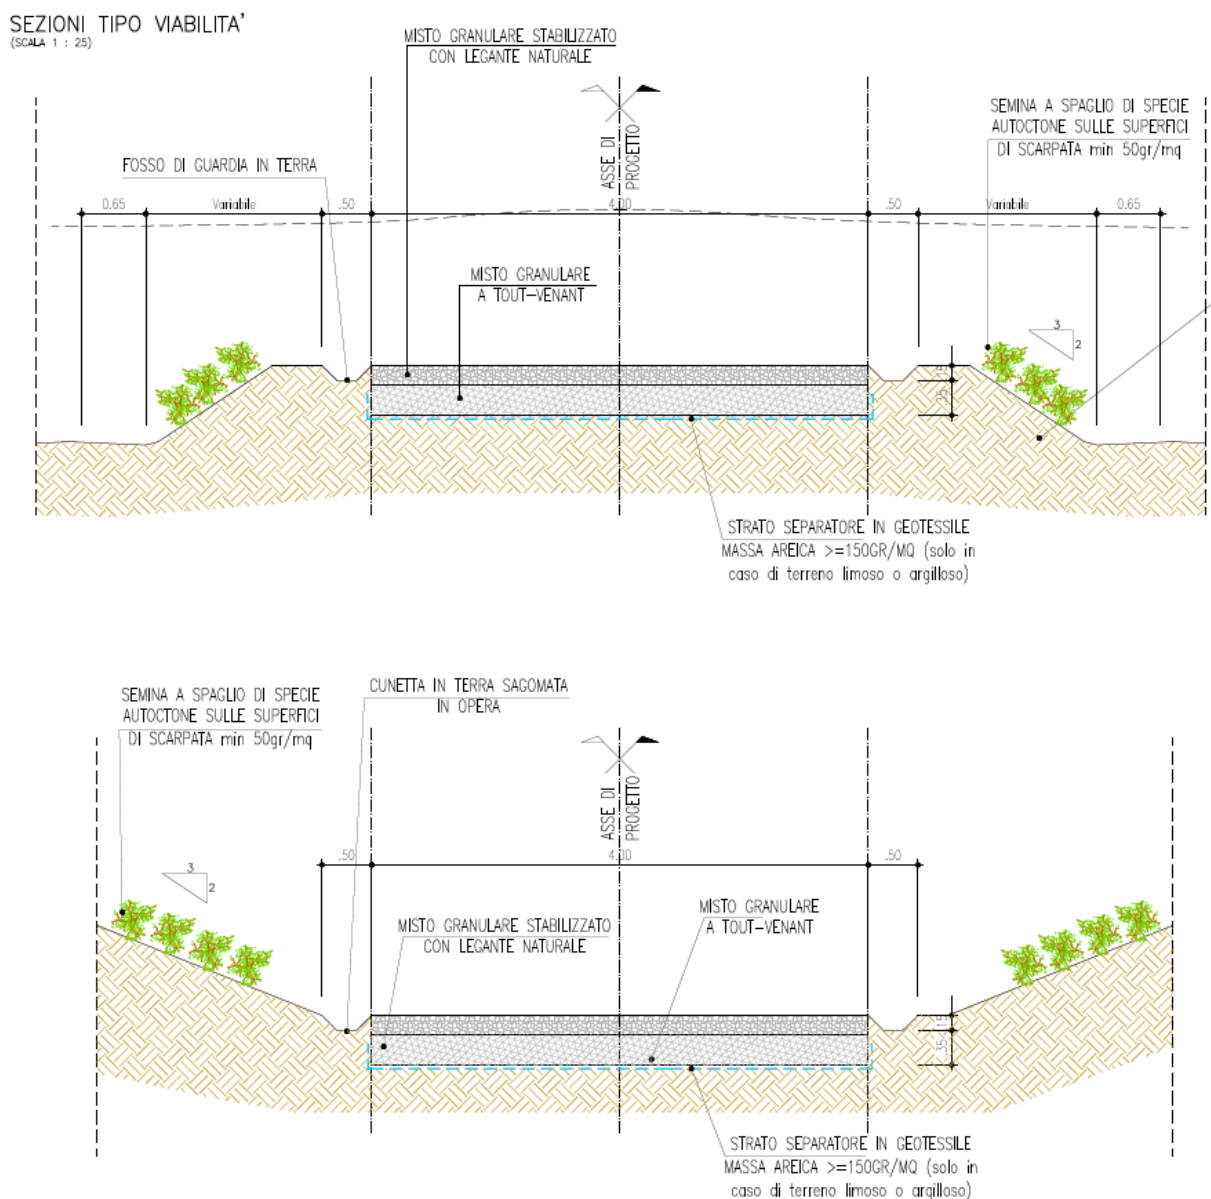 SEZIONI TIPO VIABILITA'
(SCALA 1 : 25)
MISTO GRANULARE STABILIZZATO
CON LEGANTE NATURALE
SEMINA A SPAGLIO DI SPECIE
AUTOCTONE SULLE SUPERFICI
DI SCARPATA min 50gr/mq
FOSSO DI GUARDIA IN TERRA
ASSE DI
PROGETTO
0.65 Variabile .50 4.00 .50 Variabile 0.65
MISTO GRANULARE
A TOUT-VENANT
3
2
.15
.35
STRATO SEPARATORE IN GEOTESSILE
MASSA AREICA >=150GR/MQ (solo in
caso di terreno limoso o argilloso)
SEMINA A SPAGLIO DI SPECIE
AUTOCTONE SULLE SUPERFICI
DI SCARPATA min 50gr/mq
CUNETTA IN TERRA SAGOMATA
IN OPERA
ASSE DI
PROGETTO
.50 4.00 .50
3
2
MISTO GRANULARE STABILIZZATO
CON LEGANTE NATURALE
MISTO GRANULARE
A TOUT-VENANT
.15
.35
STRATO SEPARATORE IN GEOTESSILE
MASSA AREICA >=150GR/MQ (solo in
caso di terreno limoso o argilloso)